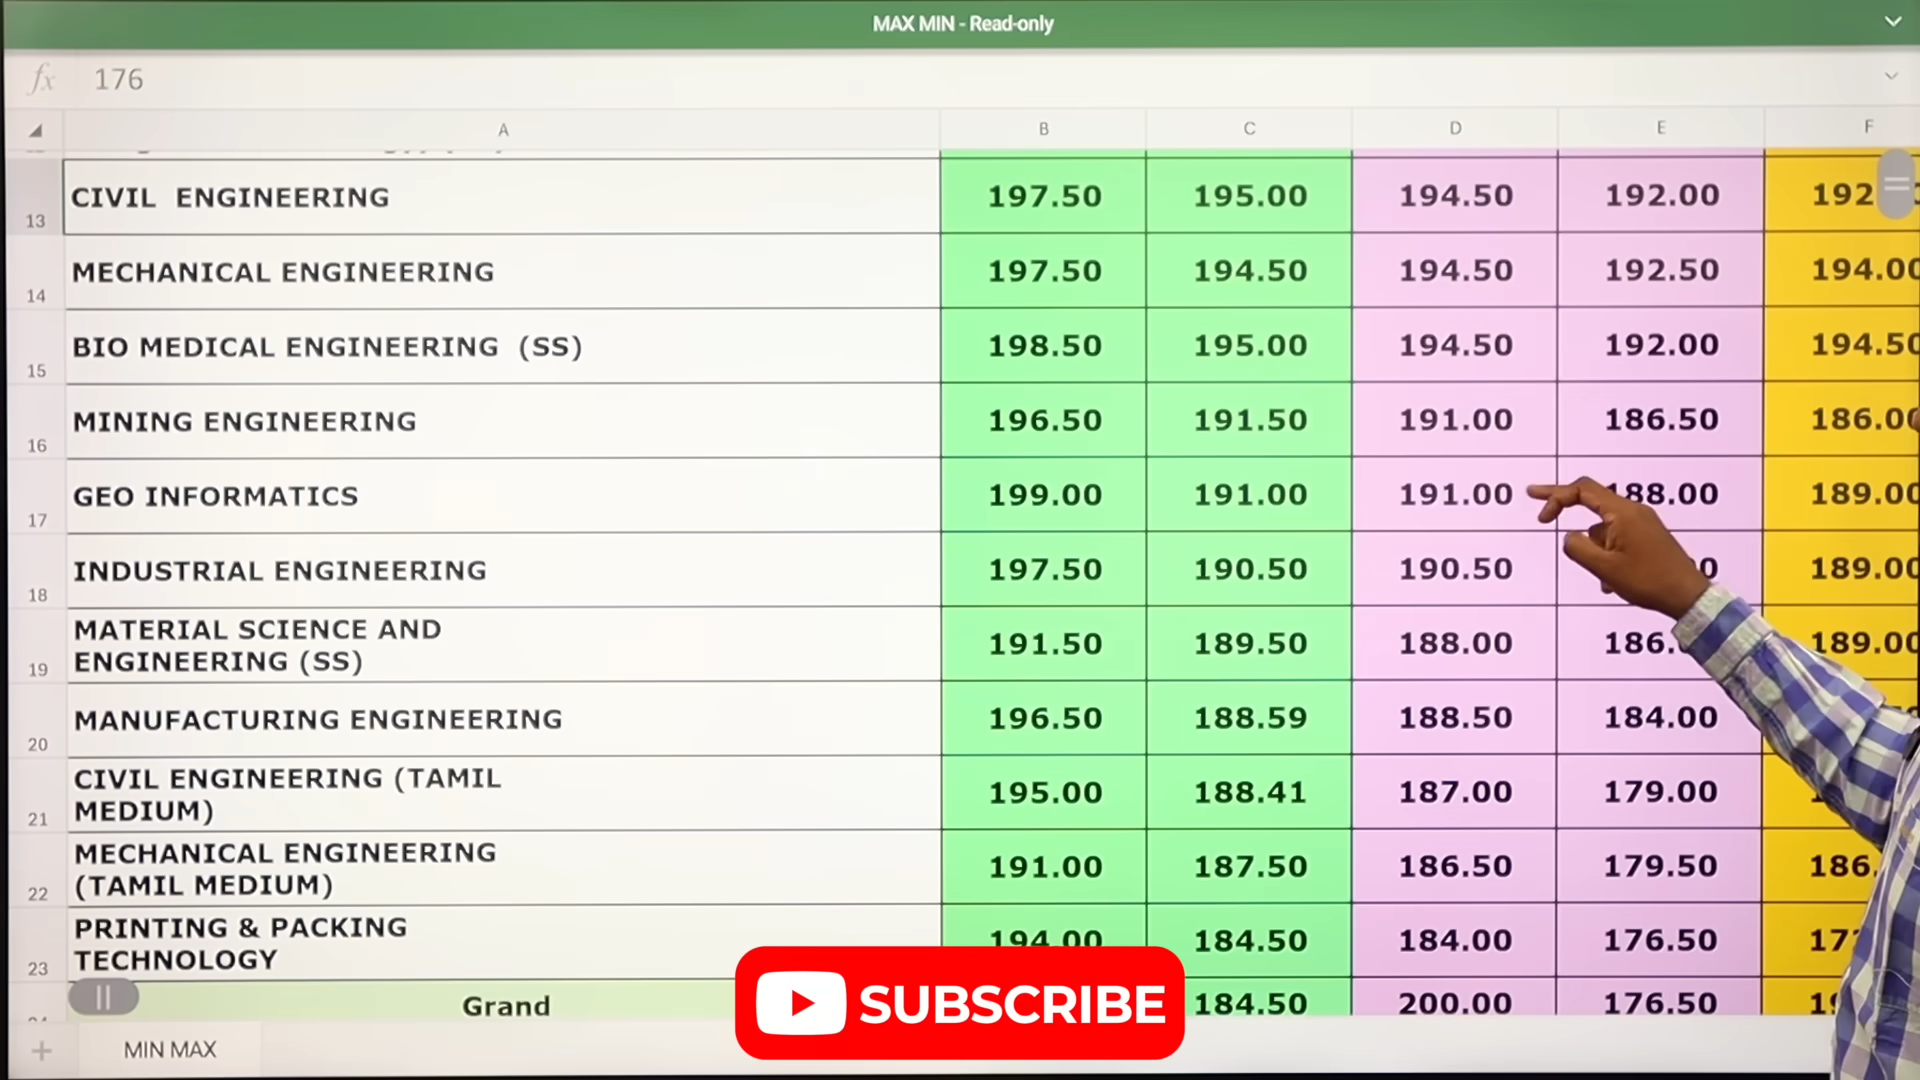 MAX MIN - Read-only
fx 176
A B C D E F
13 CIVIL ENGINEERING 197.50 195.00 194.50 192.00 192
14 MECHANICAL ENGINEERING 197.50 194.50 194.50 192.50 194.00
15 BIO MEDICAL ENGINEERING (SS) 198.50 195.00 194.50 192.00 194.50
16 MINING ENGINEERING 196.50 191.50 191.00 186.50 186.00
17 GEO INFORMATICS 199.00 191.00 191.00 188.00 189.00
18 INDUSTRIAL ENGINEERING 197.50 190.50 190.50 189.00
MATERIAL SCIENCE AND
19 ENGINEERING (SS) 191.50 189.50 188.00 186. 189.00
20 MANUFACTURING ENGINEERING 196.50 188.59 188.50 184.00
CIVIL ENGINEERING (TAMIL
21 MEDIUM) 195.00 188.41 187.00 179.00
MECHANICAL ENGINEERING
22 (TAMIL MEDIUM) 191.00 187.50 186.50 179.50 186.
PRINTING & PACKING
23 TECHNOLOGY 194.00 184.50 184.00 176.50 17
Grand 184.50 200.00 176.50
SUBSCRIBE
MIN MAX